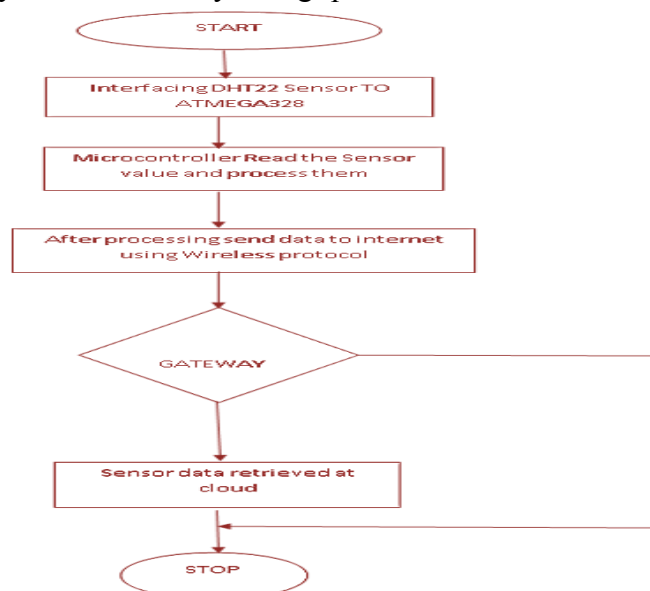 START
Interfacing DHT22 Sensor TO
ATMEGA328
Microcontroller Read the Sensor
value and process them
After processing send data to internet
using Wireless protocol
GATEWAY
Sensor data retrieved at
cloud
STOP